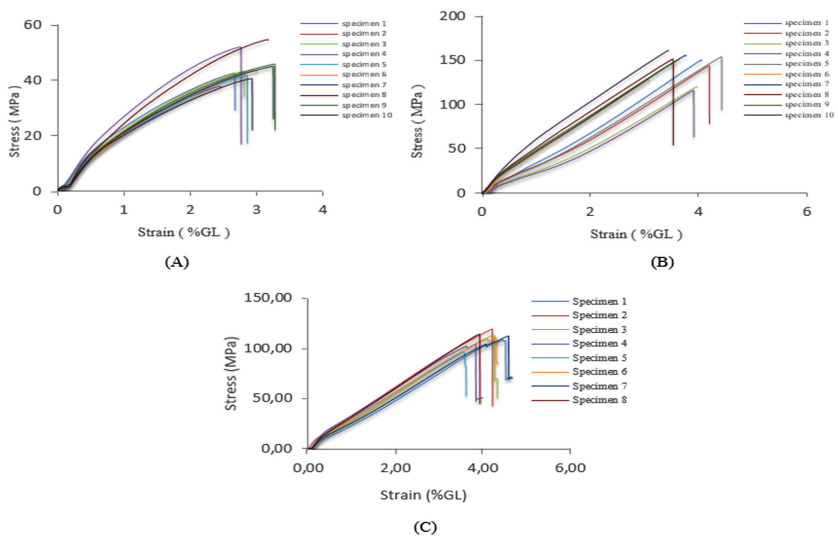 60
40
20
0
0
1
2
3
4
Stress ( MPa)
Strain ( %GL )
specimen 1
specimen 2
specimen 3
specimen 4
specimen 5
specimen 6
specimen 7
specimen 8
specimen 9
specimen 10
(A)
200
150
100
50
0
0
2
4
6
Stress ( MPa)
Strain ( %GL )
specimen 1
specimen 2
specimen 3
specimen 4
specimen 5
specimen 6
specimen 7
specimen 8
specimen 9
specimen 10
(B)
150,00
100,00
50,00
0,00
0,00
2,00
4,00
6,00
Stress (MPa)
Strain (%GL)
Specimen 1
Specimen 2
Specimen 3
Specimen 4
Specimen 5
Specimen 6
Specimen 7
Specimen 8
(C)